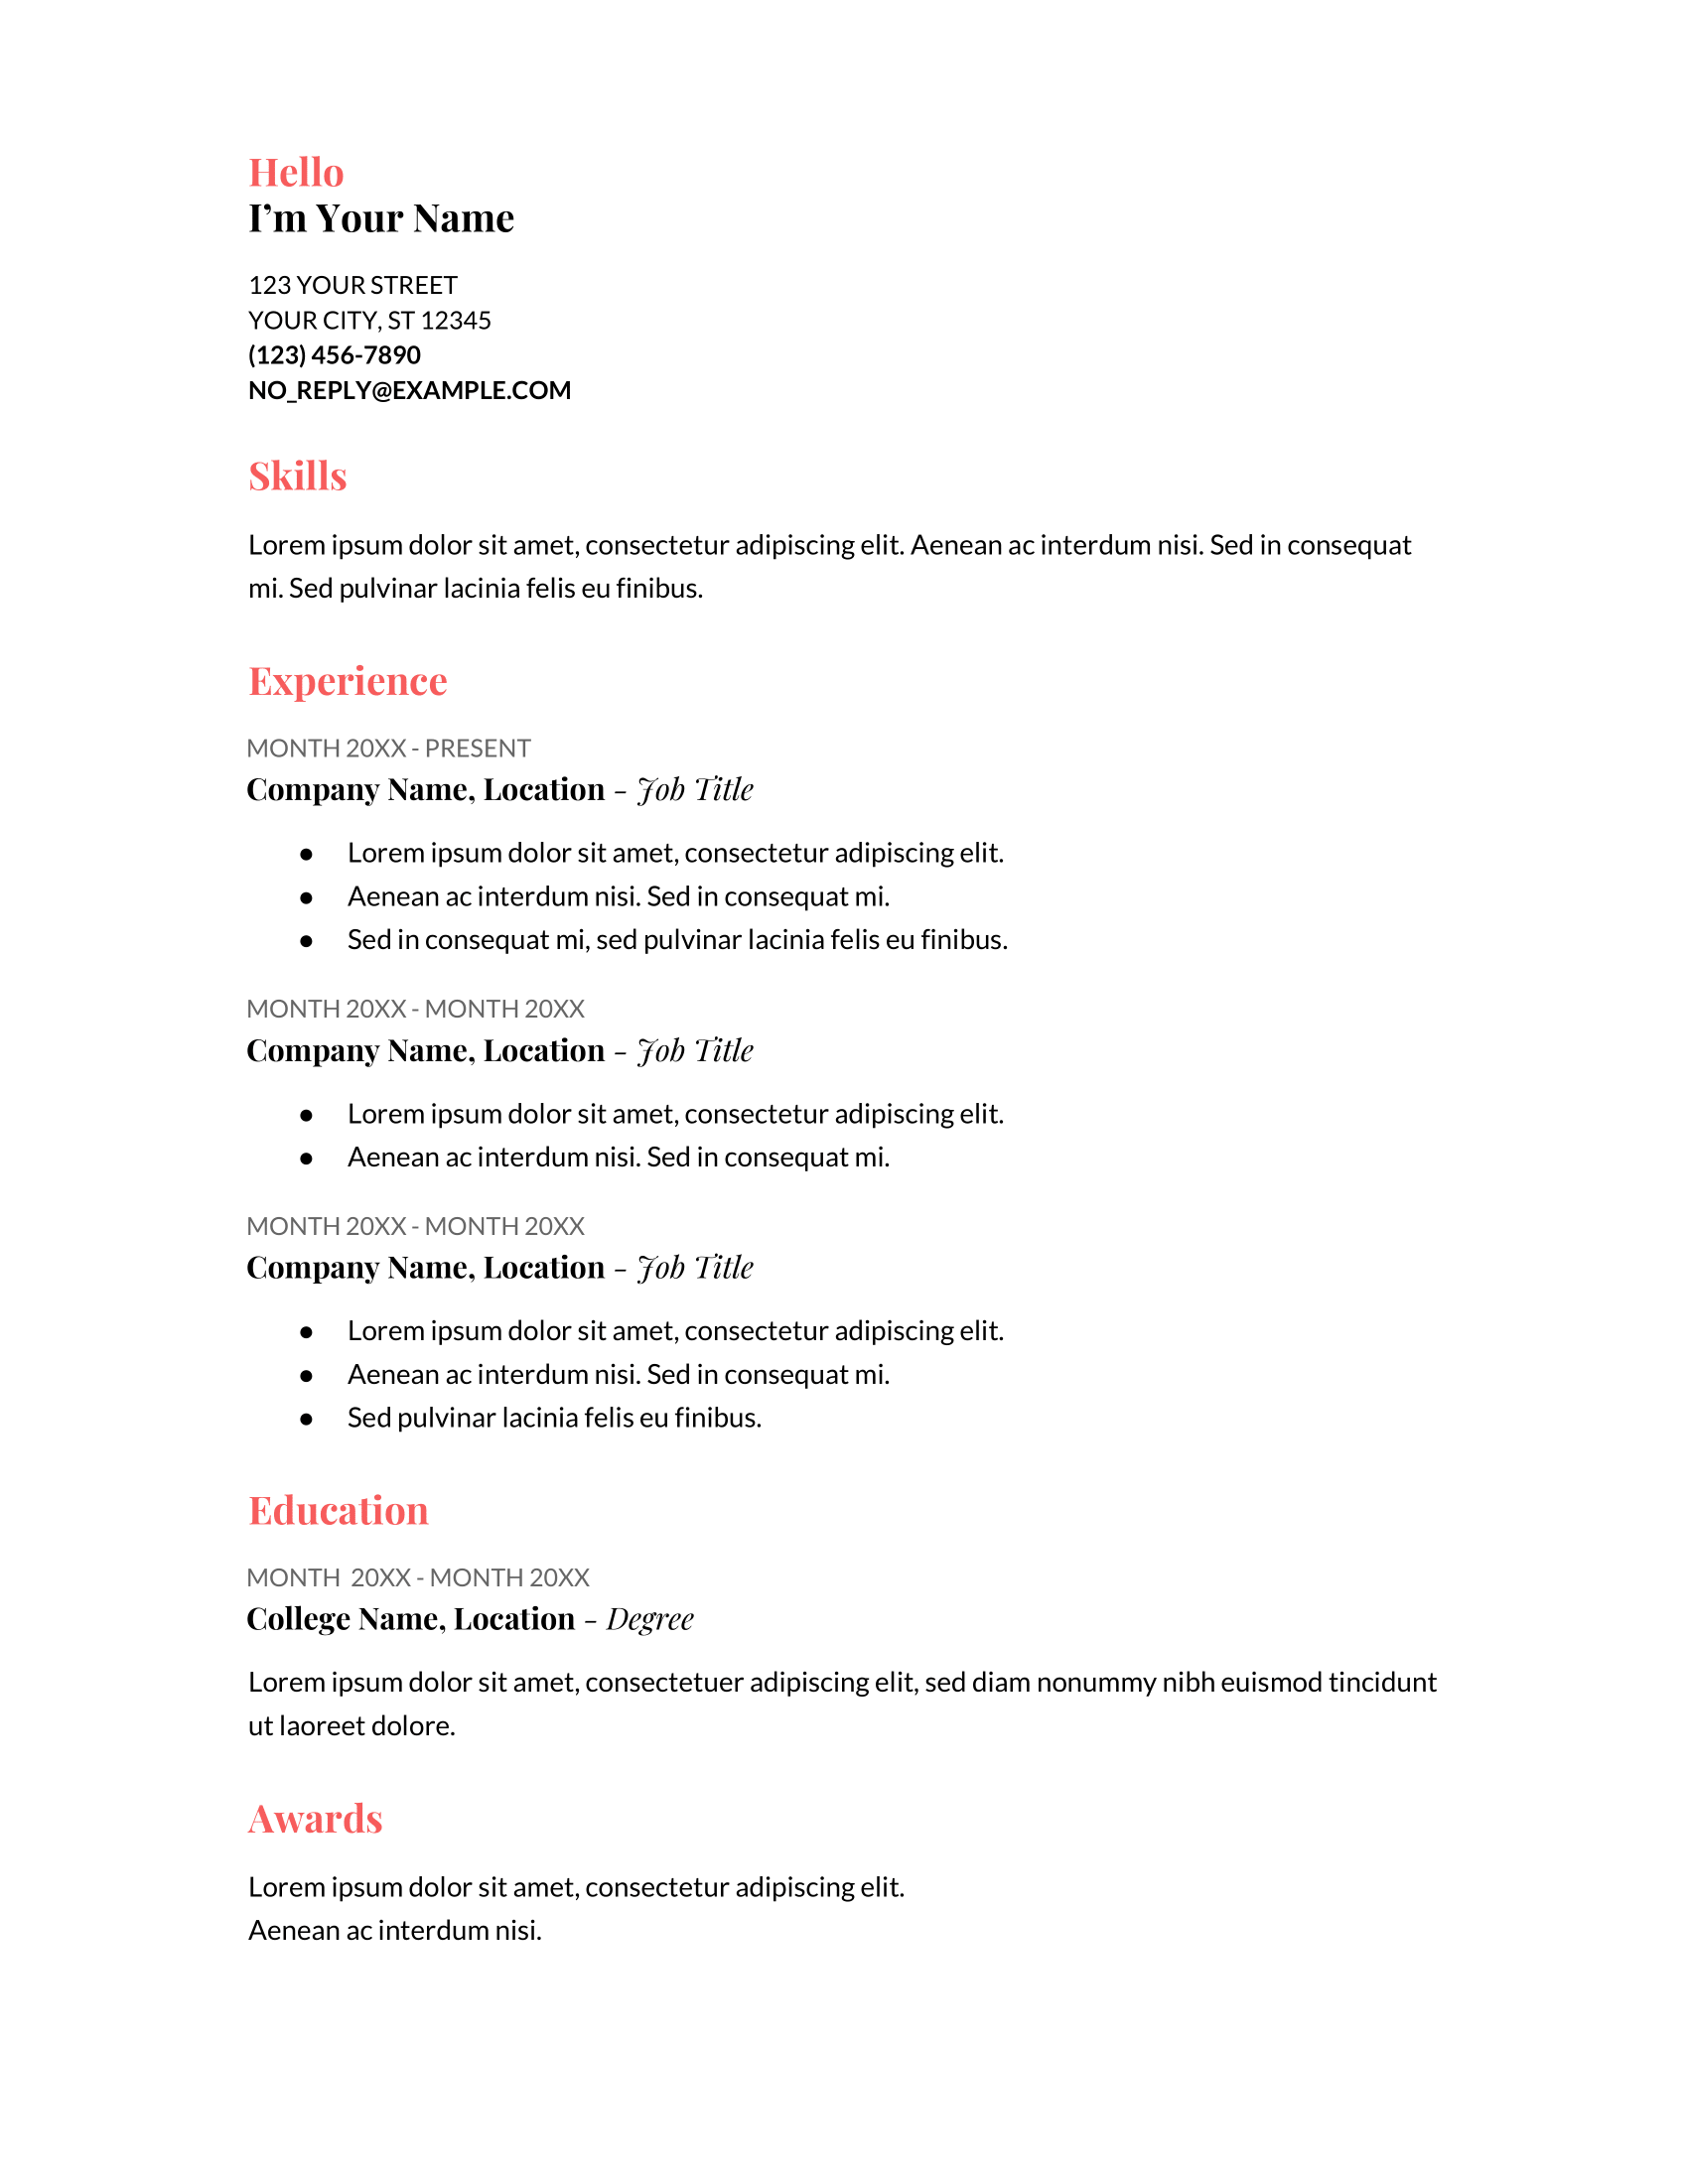 Hello
I’m Your Name
123 YOUR STREET
YOUR CITY, ST 12345
(123) 456-7890
NO_REPLY@EXAMPLE.COM
Skills
Lorem ipsum dolor sit amet, consectetur adipiscing elit. Aenean ac interdum nisi. Sed in consequat
mi. Sed pulvinar lacinia felis eu finibus.
Experience
MONTH 20XX - PRESENT
Company Name, Location - Job Title
● Lorem ipsum dolor sit amet, consectetur adipiscing elit.
● Aenean ac interdum nisi. Sed in consequat mi.
● Sed in consequat mi, sed pulvinar lacinia felis eu finibus.
MONTH 20XX - MONTH 20XX
Company Name, Location - Job Title
● Lorem ipsum dolor sit amet, consectetur adipiscing elit.
● Aenean ac interdum nisi. Sed in consequat mi.
MONTH 20XX - MONTH 20XX
Company Name, Location - Job Title
● Lorem ipsum dolor sit amet, consectetur adipiscing elit.
● Aenean ac interdum nisi. Sed in consequat mi.
● Sed pulvinar lacinia felis eu finibus.
Education
MONTH  20XX - MONTH 20XX
College Name, Location - Degree
Lorem ipsum dolor sit amet, consectetuer adipiscing elit, sed diam nonummy nibh euismod tincidunt
ut laoreet dolore.
Awards
Lorem ipsum dolor sit amet, consectetur adipiscing elit.
Aenean ac interdum nisi.